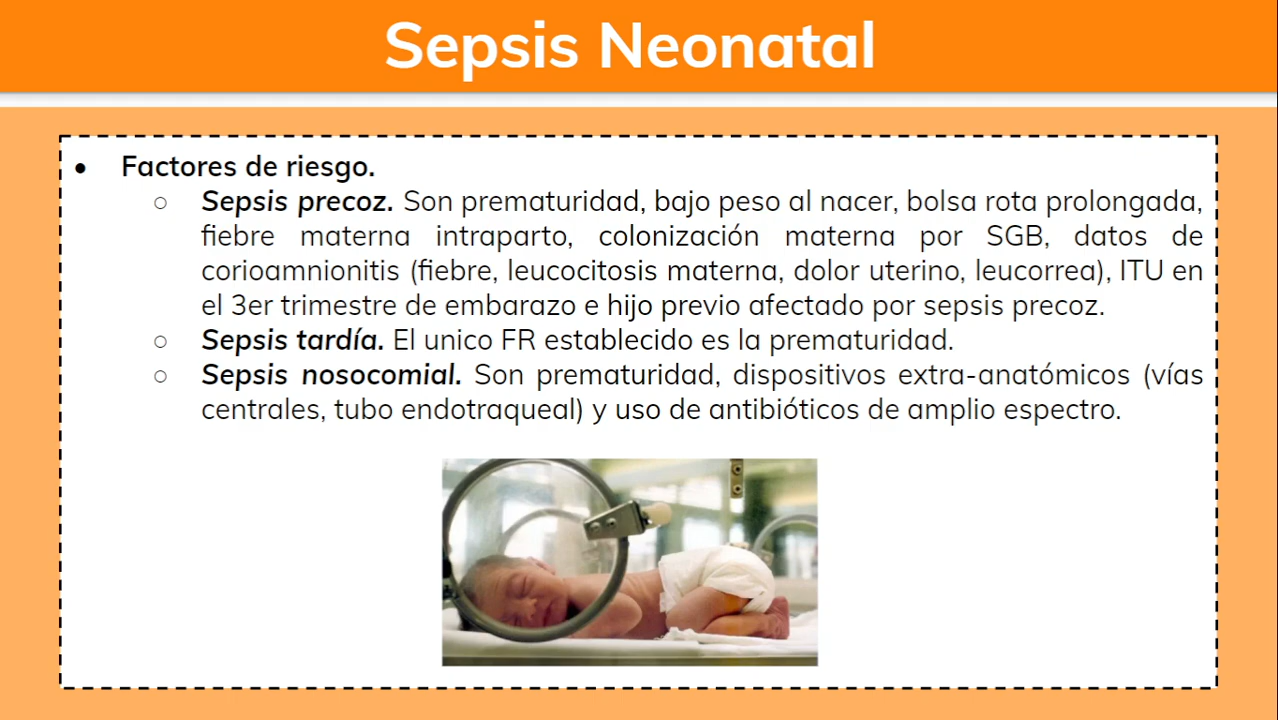 Sepsis Neonatal
● Factores de riesgo.
○ Sepsis precoz. Son prematuridad, bajo peso al nacer, bolsa rota prolongada,
fiebre materna intraparto, colonización materna por SGB, datos de
corioamnionitis (fiebre, leucocitosis materna, dolor uterino, leucorrea), ITU en
el 3er trimestre de embarazo e hijo previo afectado por sepsis precoz.
○ Sepsis tardía. El unico FR establecido es la prematuridad.
○ Sepsis nosocomial. Son prematuridad, dispositivos extra-anatómicos (vías
centrales, tubo endotraqueal) y uso de antibióticos de amplio espectro.